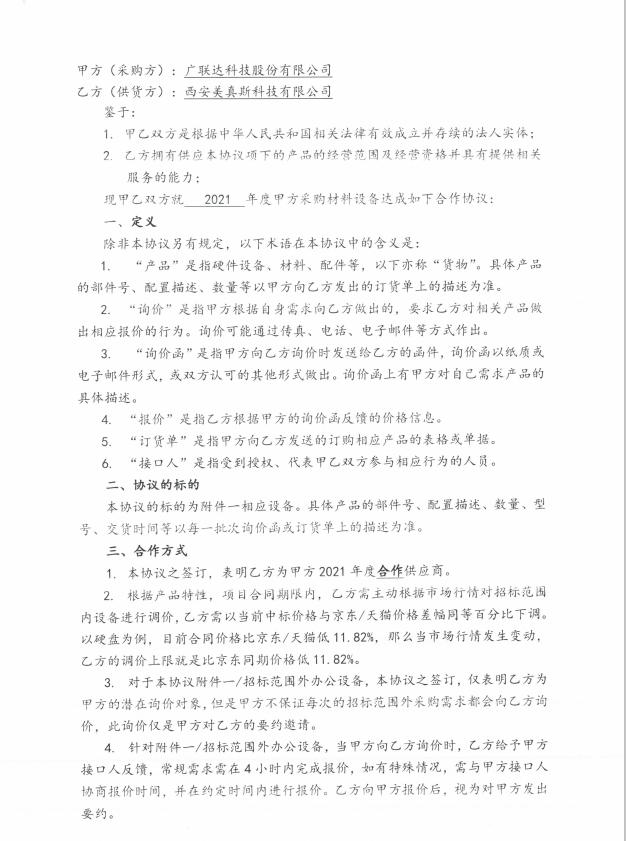 甲方（采购方）：广联达科技股份有限公司
乙方（供货方）：西安美真斯科技有限公司
鉴于：
1. 甲乙双方是根据中华人民共和国相关法律有效成立并存续的法人实体；
2. 乙方拥有供应本协议项下的产品的经营范围及经营资格并具有提供相关
服务的能力；
现甲乙双方就 2021 年度甲方采购材料设备达成如下合作协议：
一、定义
除非本协议另有规定，以下术语在本协议中的含义是：
1. “产品”是指硬件设备、材料、配件等，以下亦称“货物”。具体产品
的部件号、配置描述、数量等以甲方向乙方发出的订货单上的描述为准。
2. “询价”是指甲方根据自身需求向乙方做出的，要求乙方对相关产品做
出相应报价的行为。询价可能通过传真、电话、电子邮件等方式作出。
3. “询价函”是指甲方向乙方询价时发送给乙方的函件，询价函以纸质或
电子邮件形式，或双方认可的其他形式做出。询价函上有甲方对自己需求产品的
具体描述。
4. “报价”是指乙方根据甲方的询价函反馈的价格信息。
5. “订货单”是指甲方向乙方发送的订购相应产品的表格或单据。
6. “接口人”是指受到授权、代表甲乙双方参与相应行为的人员。
二、协议的标的
本协议的标的为附件一相应设备。具体产品的部件号、配置描述、数量、型
号、交货时间等以每一批次询价函或订货单上的描述为准。
三、合作方式
1. 本协议之签订，表明乙方为甲方 2021 年度合作供应商。
2. 根据产品特性，项目合同期限内，乙方需主动根据市场行情对招标范围
内设备进行调价，乙方需以当前中标价格与京东/天猫价格差幅同等百分比下调。
以硬盘为例，目前合同价格比京东/天猫低 11.82%，那么当市场行情发生变动，
乙方的调价上限就是比京东同期价格低 11.82%。
3. 对于本协议附件一/招标范围外办公设备，本协议之签订，仅表明乙方为
甲方的潜在询价对象，但是甲方不保证每次的招标范围外采购需求都会向乙方询
价，此询价仅是甲方对乙方的要约邀请。
4. 针对附件一/招标范围外办公设备，当甲方向乙方询价时，乙方给予甲方
接口人反馈，常规需求需在 4 小时内完成报价，如有特殊情况，需与甲方接口人
协商报价时间，并在约定时间内进行报价。乙方向甲方报价后，视为对甲方发出
要约。